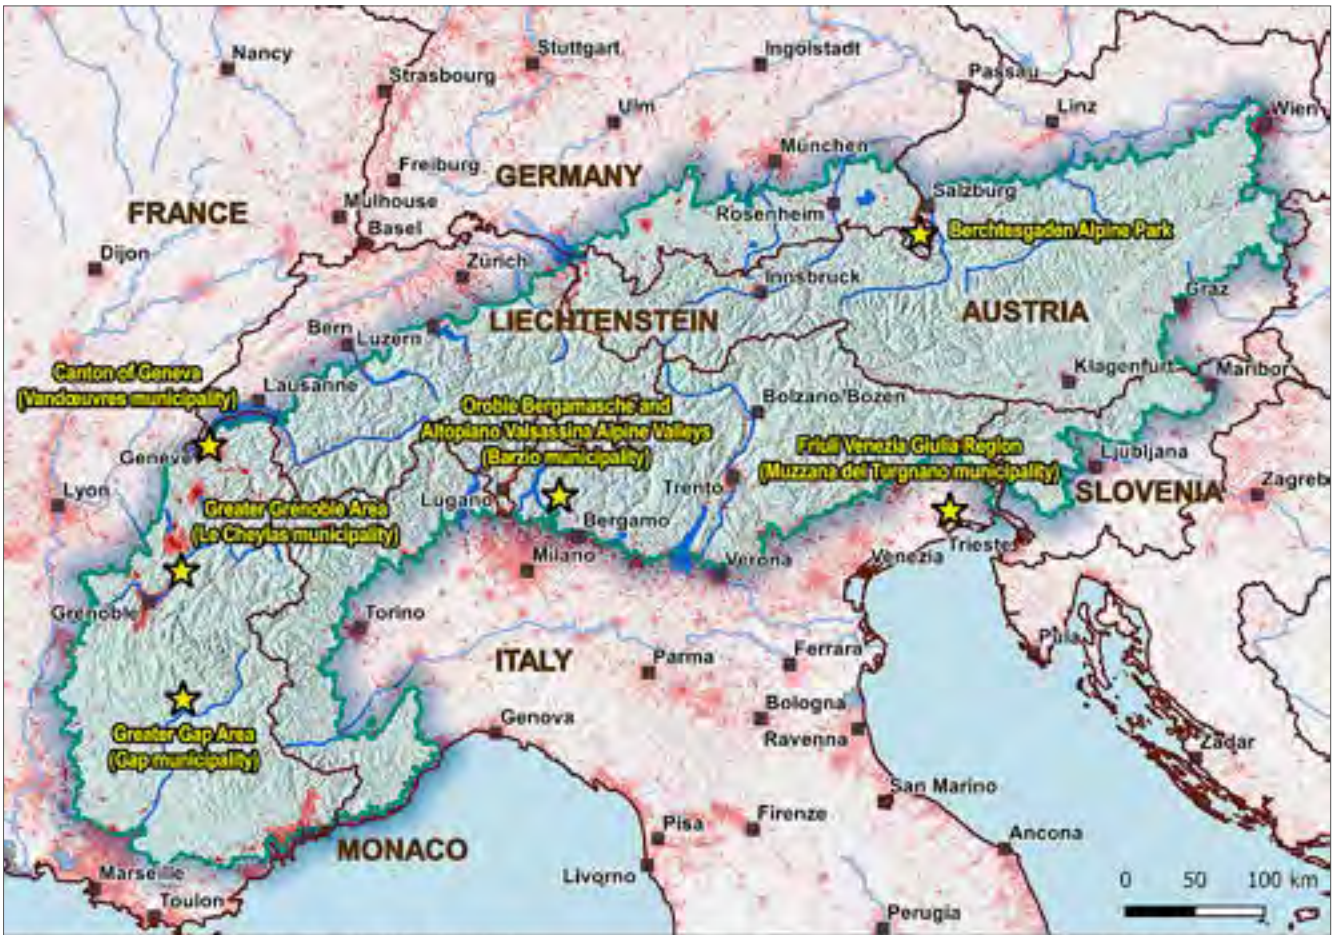 Nancy
Stuttgart
Ingolstadt
Strasbourg
Passau
Ulm
Linz
Wien
München
Freiburg
GERMANY
Salzburg
Mulhouse
FRANCE
Rosenheim
Basel
Berchtesgaden Alpine Park
Dijon
Zürich
Innsbruck
Graz
LIECHTENSTEIN
AUSTRIA
Bern
Luzern
Klagenfurt
Maribor
Canton of Geneva
(Vandœuvres municipality)
Lausanne
Bolzano/Bozen
Orobie Bergamasche and
Altopiano Valsassina Alpine Valleys
(Barzio municipality)
Friuli Venezia Giulia Region
(Muzzana del Turgnano municipality)
Genève
Ljubljana
Lyon
Lugano
Trento
SLOVENIA
Zagreb
Greater Grenoble Area
(Le Cheylas municipality)
Bergamo
Milano
Verona
Venezia
Trieste
Grenoble
Torino
Pula
ITALY
Parma
Ferrara
Genova
Bologna
Ravenna
Greater Gap Area
(Gap municipality)
Zadar
San Marino
Pisa
Firenze
Ancona
MONACO
Marseille
Livorno
Toulon
Perugia
0 50 100 km